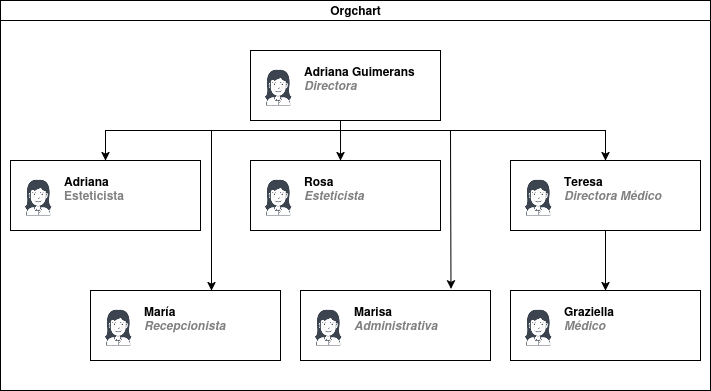 Orgchart
Adriana Guimerans
Directora
Adriana
Esteticista
Rosa
Esteticista
Teresa
Directora Médico
María
Recepcionista
Marisa
Administrativa
Graziella
Médico